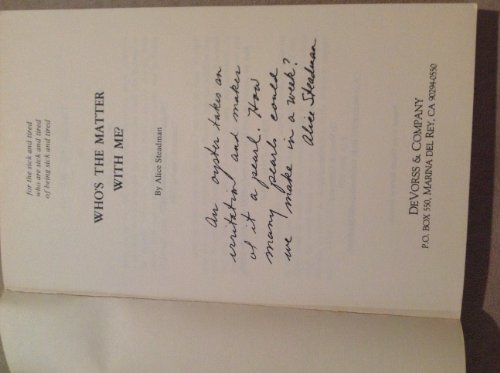 for the sick and tired
who are sick and tired
of being sick and tired
WHO'S THE MATTER
WITH ME?
By Alice Steadman
An oyster takes an
irritation and makes
of it a pearl. How
many pearls could
we make in a week?
Alice Steadman
DEVORSS & COMPANY
P.O. BOX 550, MARINA DEL REY, CA 90294-0550